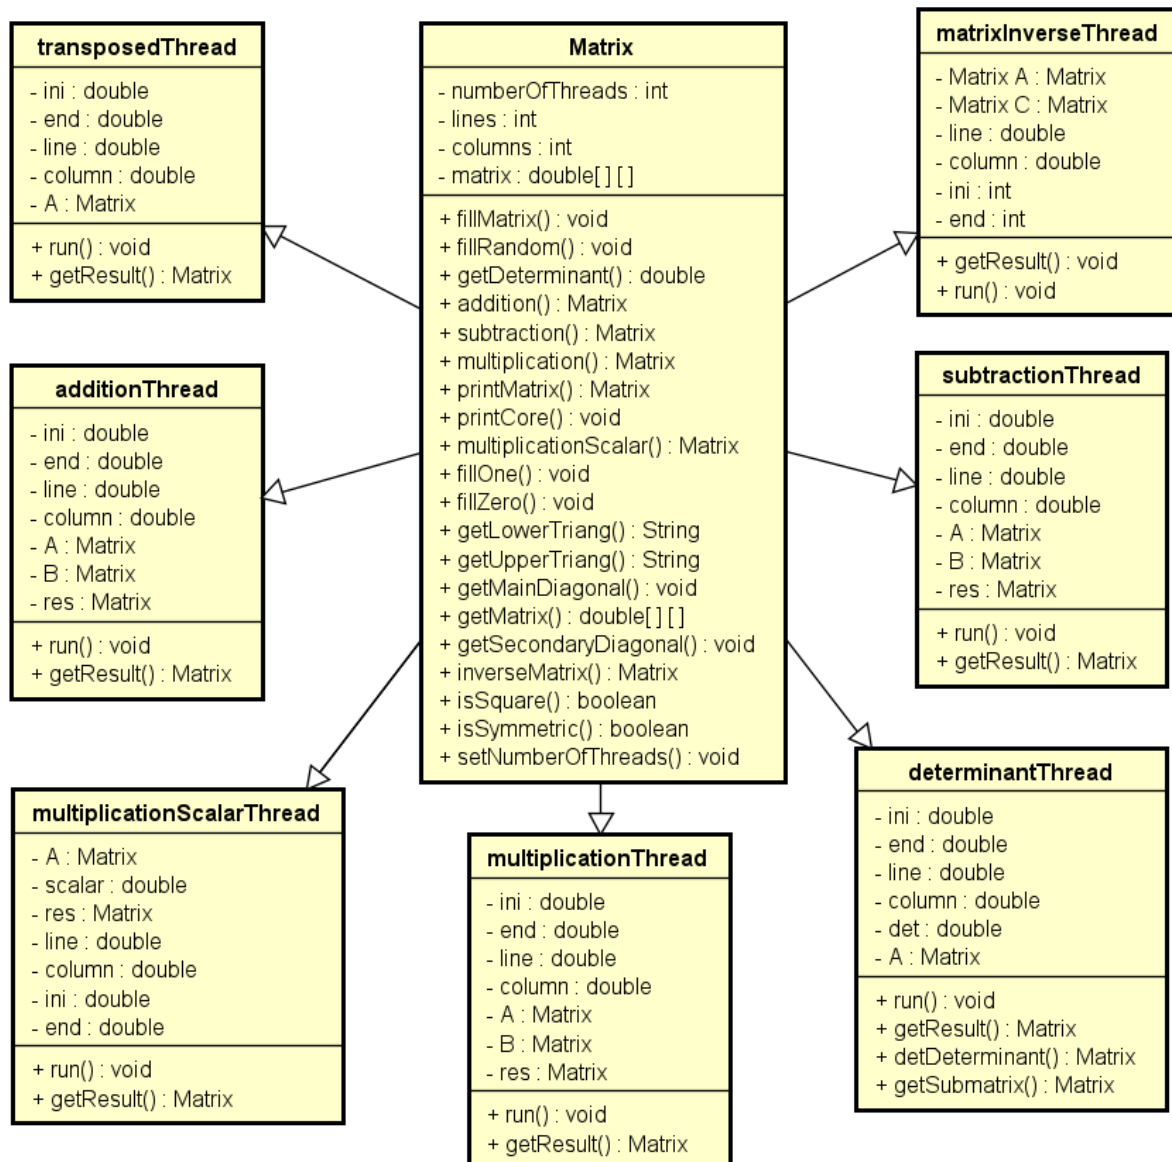 transposedThread
- ini : double
- end : double
- line : double
- column : double
- A : Matrix
+ run() : void
+ getResult() : Matrix
Matrix
- numberOfThreads : int
- lines : int
- columns : int
- matrix : double[ ] [ ]
+ fillMatrix() : void
+ fillRandom() : void
+ getDeterminant() : double
+ addition() : Matrix
+ subtraction() : Matrix
+ multiplication() : Matrix
+ printMatrix() : Matrix
+ printCore() : void
+ multiplicationScalar() : Matrix
+ fillOne() : void
+ fillZero() : void
+ getLowerTriang() : String
+ getUpperTriang() : String
+ getMainDiagonal() : void
+ getMatrix() : double[ ] [ ]
+ getSecondaryDiagonal() : void
+ inverseMatrix() : Matrix
+ isSquare() : boolean
+ isSymmetric() : boolean
+ setNumberOfThreads() : void
matrixInverseThread
- Matrix A : Matrix
- Matrix C : Matrix
- line : double
- column : double
- ini : int
- end : int
+ getResult() : void
+ run() : void
additionThread
- ini : double
- end : double
- line : double
- column : double
- A : Matrix
- B : Matrix
- res : Matrix
+ run() : void
+ getResult() : Matrix
subtractionThread
- ini : double
- end : double
- line : double
- column : double
- A : Matrix
- B : Matrix
- res : Matrix
+ run() : void
+ getResult() : Matrix
multiplicationScalarThread
- A : Matrix
- scalar : double
- res : Matrix
- line : double
- column : double
- ini : double
- end : double
+ run() : void
+ getResult() : Matrix
multiplicationThread
- ini : double
- end : double
- line : double
- column : double
- A : Matrix
- B : Matrix
- res : Matrix
+ run() : void
+ getResult() : Matrix
determinantThread
- ini : double
- end : double
- line : double
- column : double
- det : double
- A : Matrix
+ run() : void
+ getResult() : Matrix
+ detDeterminant() : Matrix
+ getSubmatrix() : Matrix